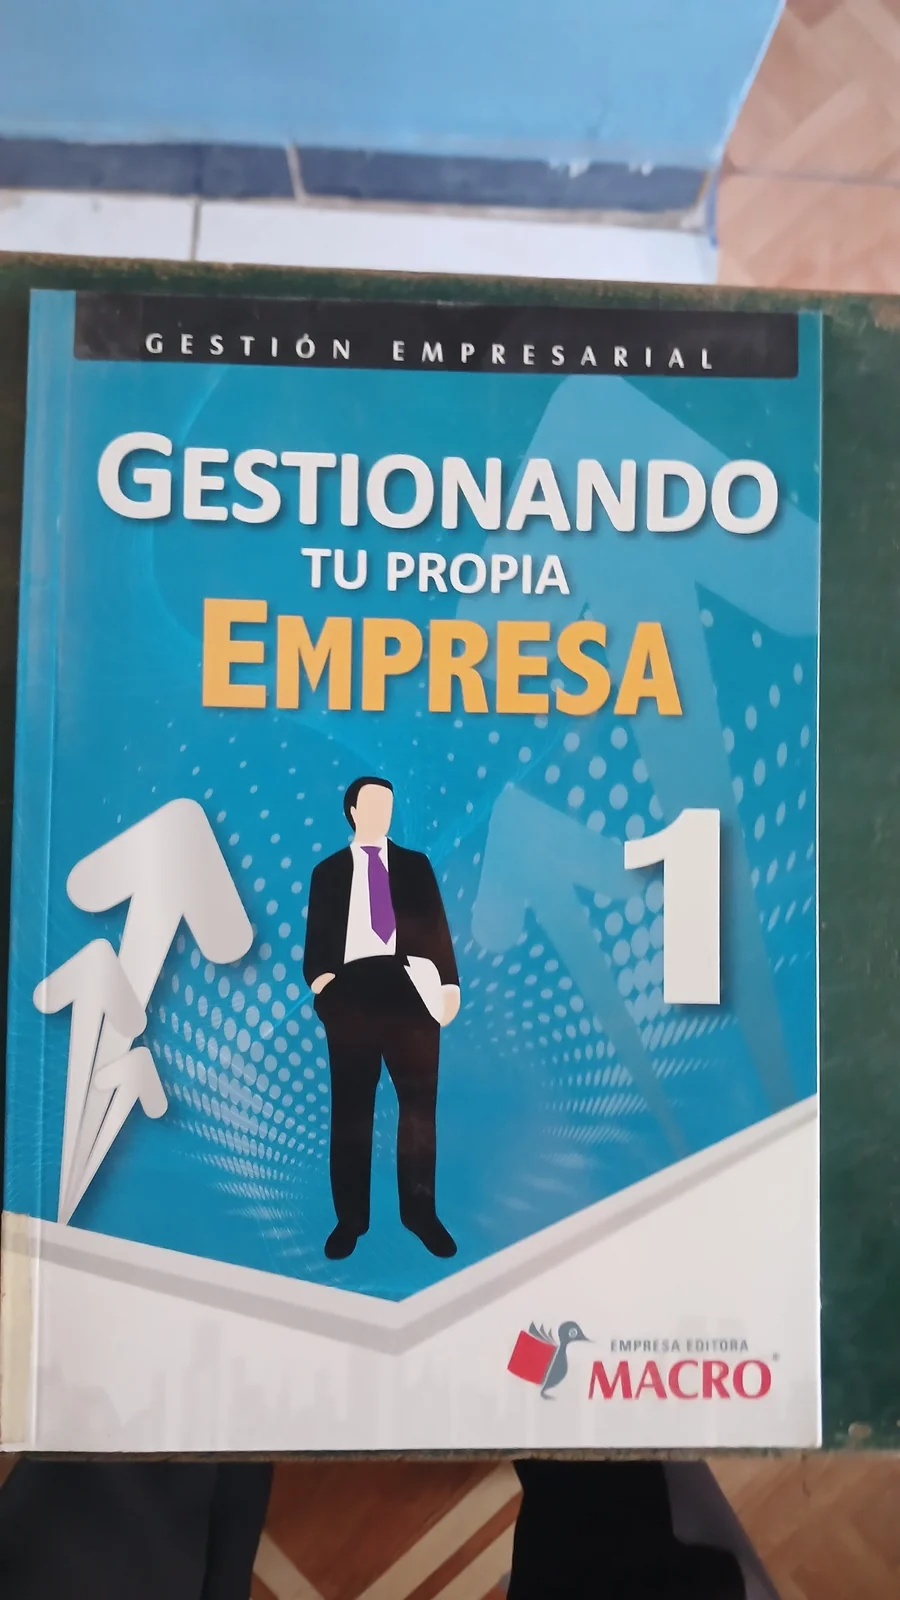 GESTIÓN EMPRESARIAL
GESTIONANDO
TU PROPIA
EMPRESA
1
EMPRESA EDITORA
MACRO®